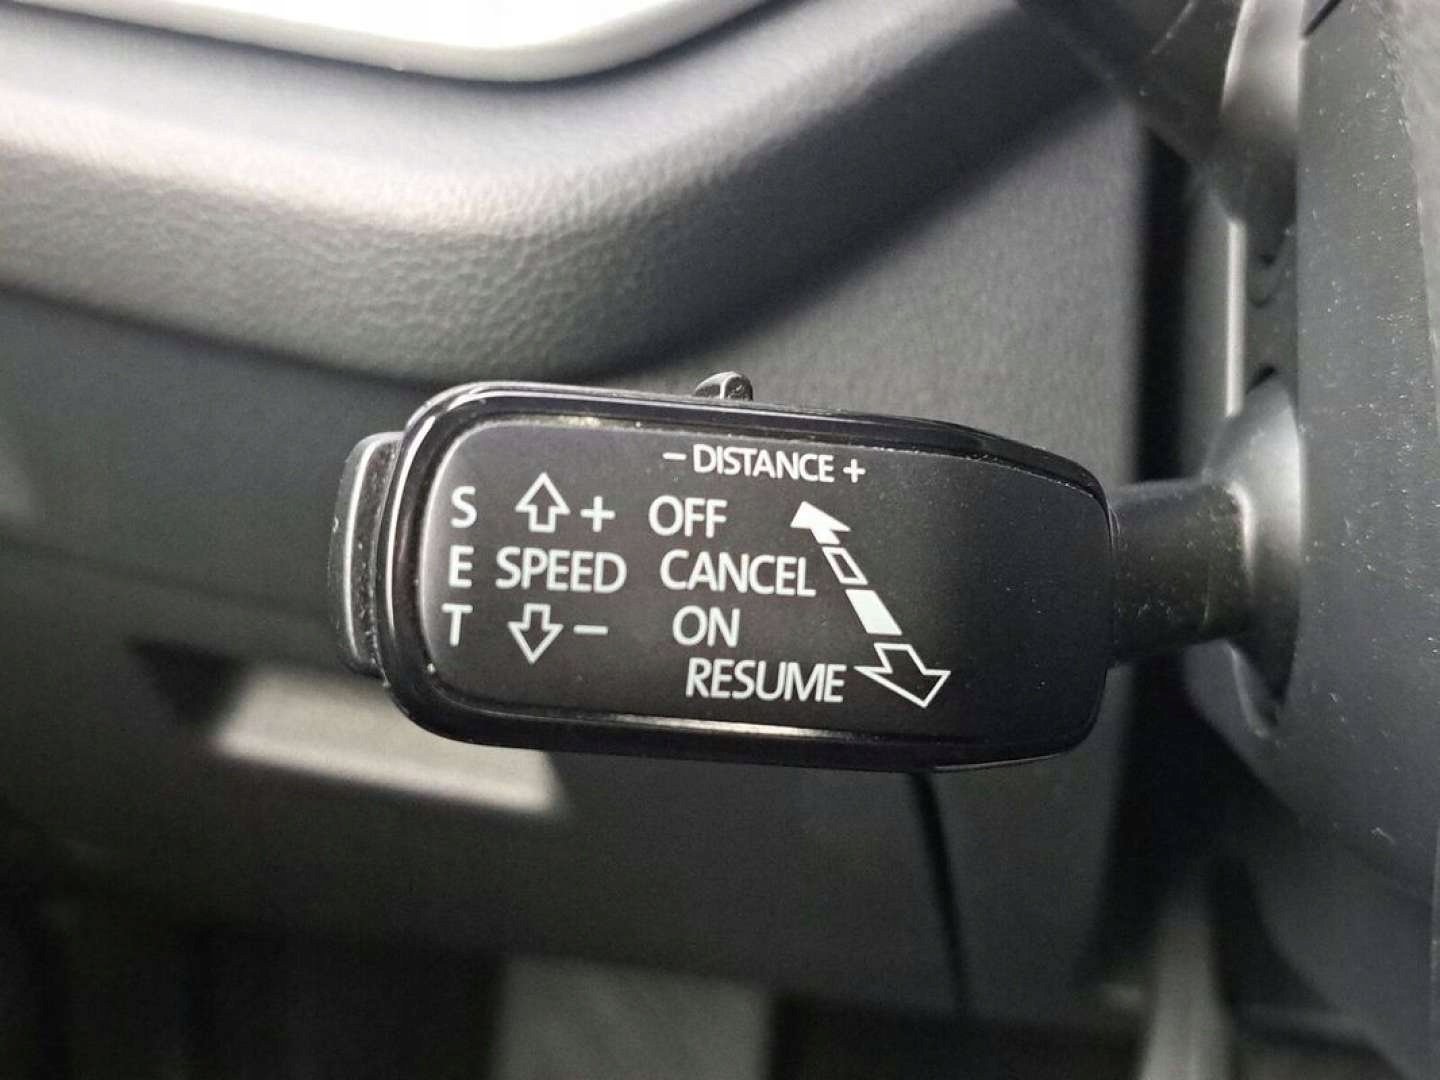 - DISTANCE +
S + OFF
E SPEED CANCEL
T - ON
RESUME